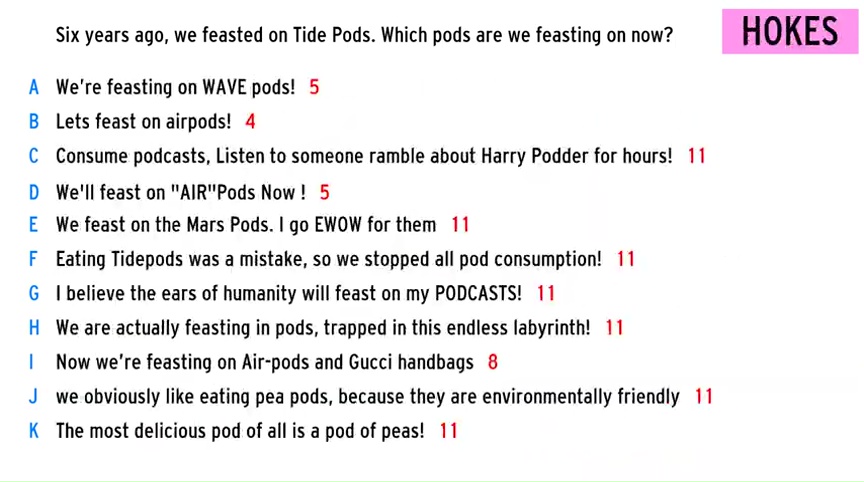 Six years ago, we feasted on Tide Pods. Which pods are we feasting on now?
HOKES
A We're feasting on WAVE pods! 5
B Lets feast on airpods! 4
C Consume podcasts, Listen to someone ramble about Harry Podder for hours! 11
D We'll feast on "AIR"Pods Now ! 5
E We feast on the Mars Pods. I go EWOW for them 11
F Eating Tidepods was a mistake, so we stopped all pod consumption! 11
G I believe the ears of humanity will feast on my PODCASTS! 11
H We are actually feasting in pods, trapped in this endless labyrinth! 11
I Now we're feasting on Air-pods and Gucci handbags 8
J we obviously like eating pea pods, because they are environmentally friendly 11
K The most delicious pod of all is a pod of peas! 11